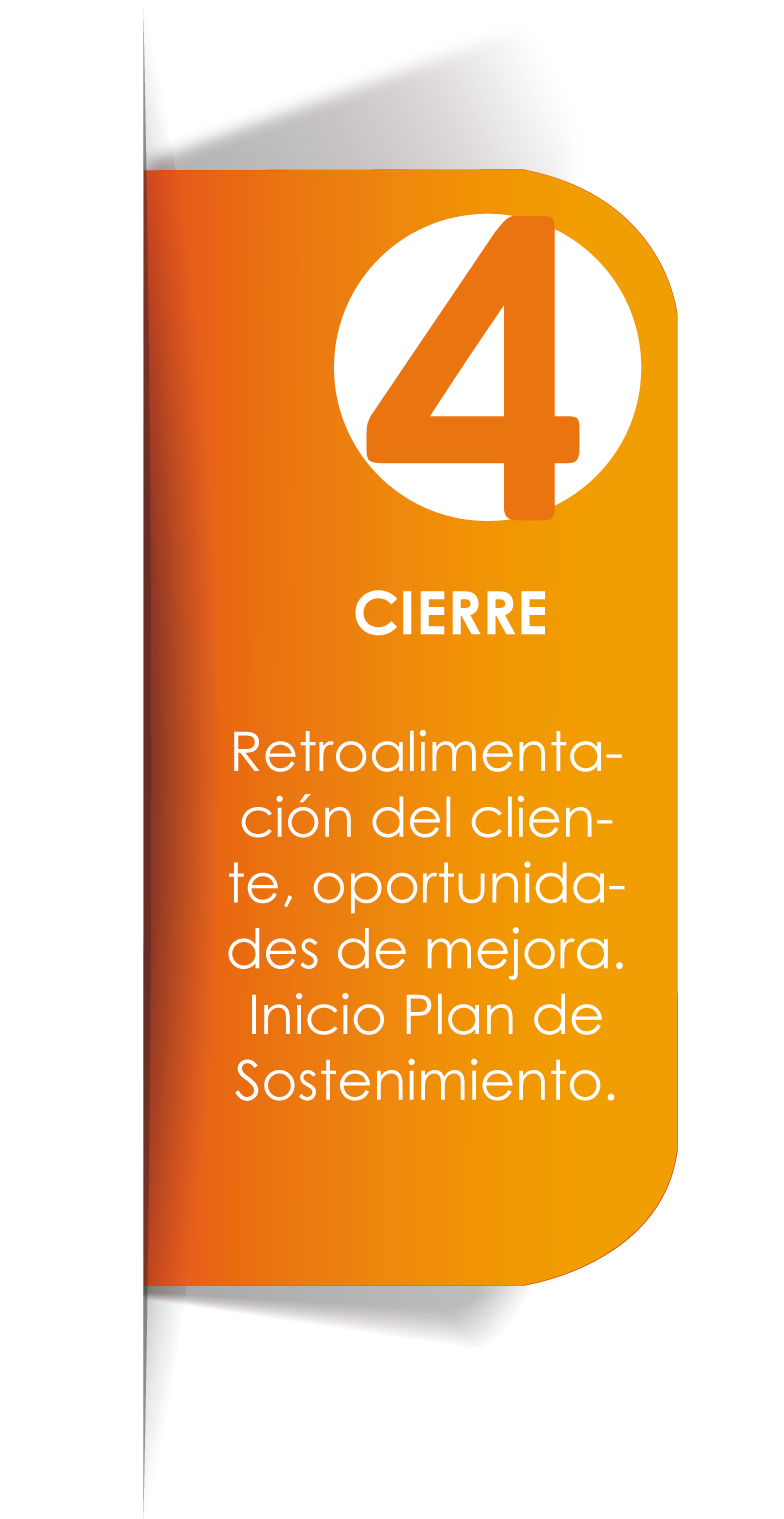 4
CIERRE
Retroalimenta-
ción del clien-
te, oportunida-
des de mejora.
Inicio Plan de
Sostenimiento.